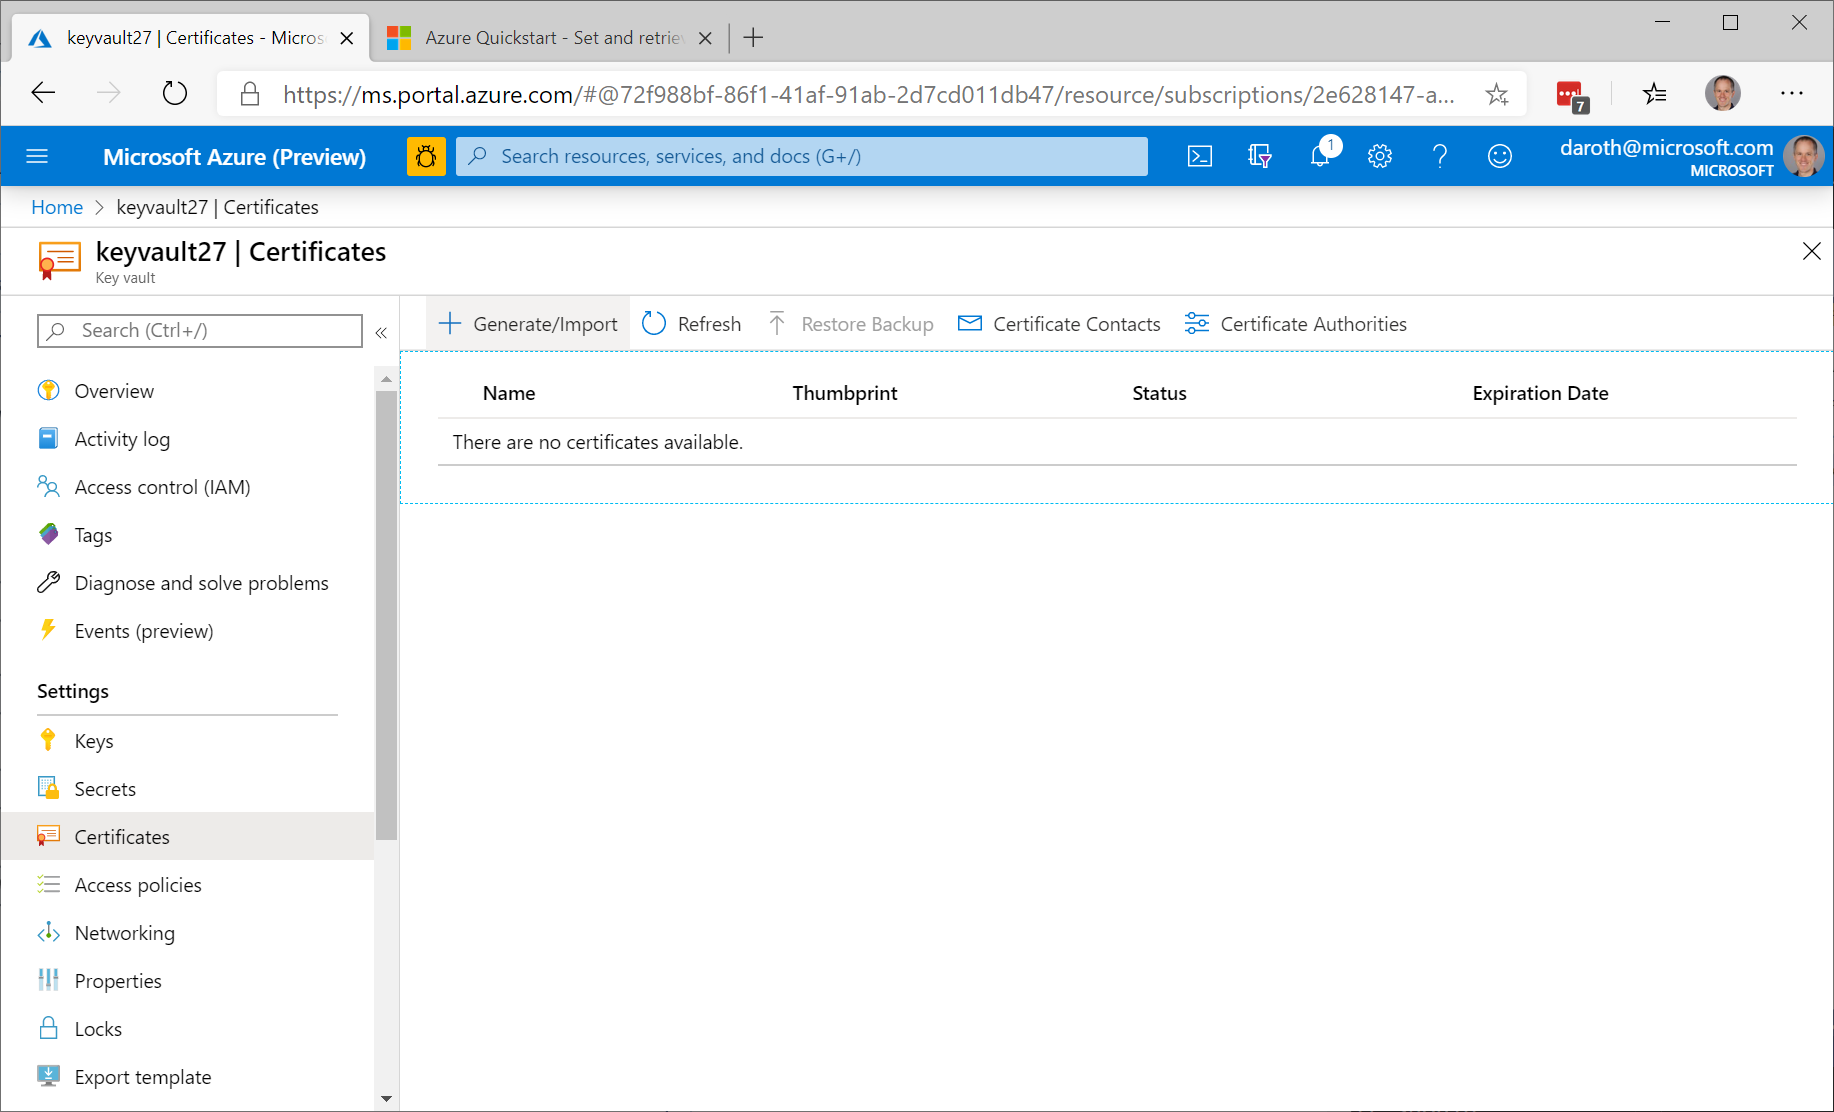 keyvault27 | Certificates - Micros
Azure Quickstart - Set and retrie
https://ms.portal.azure.com/#@72f988bf-86f1-41af-91ab-2d7cd011db47/resource/subscriptions/2e628147-a...
7
Microsoft Azure (Preview)
Search resources, services, and docs (G+/)
1
daroth@microsoft.com
MICROSOFT
Home > keyvault27 | Certificates
keyvault27 | Certificates
Key vault
Search (Ctrl+/)
«
Generate/Import
Refresh
Restore Backup
Certificate Contacts
Certificate Authorities
Name Thumbprint Status Expiration Date
There are no certificates available.
Overview
Activity log
Access control (IAM)
Tags
Diagnose and solve problems
Events (preview)
Settings
Keys
Secrets
Certificates
Access policies
Networking
Properties
Locks
Export template